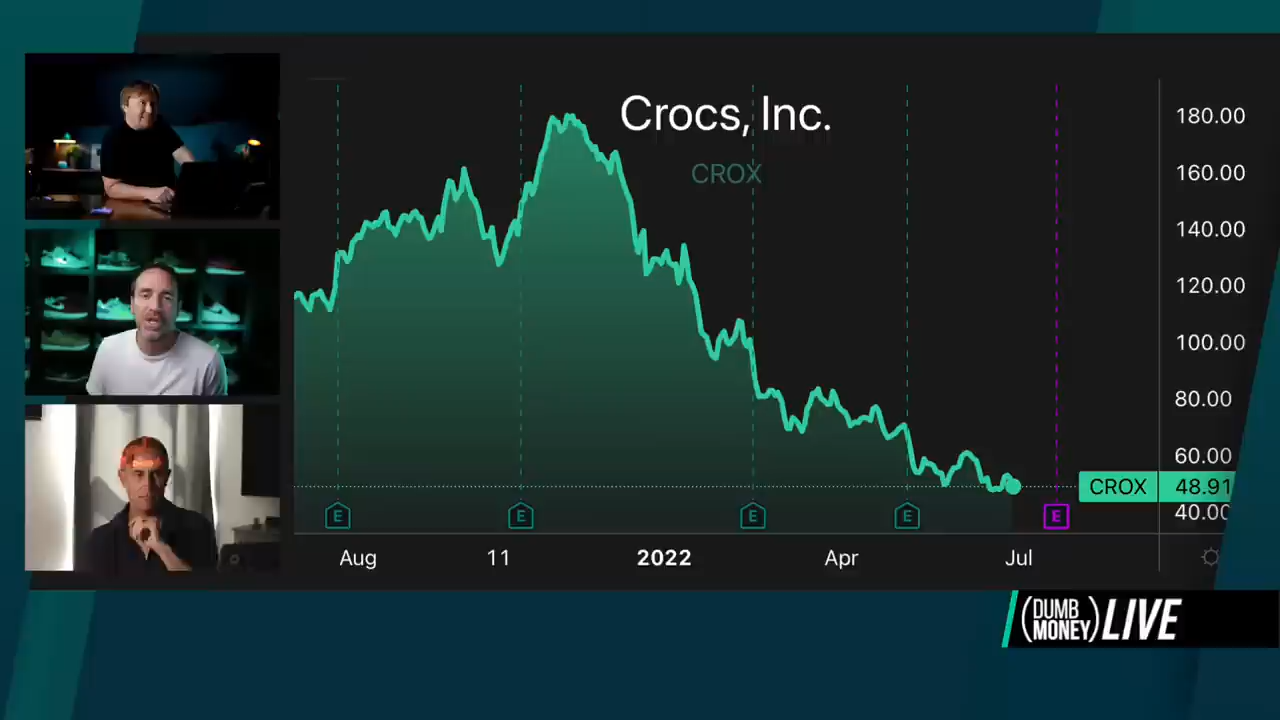 Crocs, Inc.
CROX
180.00
160.00
140.00
120.00
100.00
80.00
60.00
CROX 48.91
40.00
E E E E E
Aug 11 2022 Apr Jul
(DUMB MONEY) LIVE